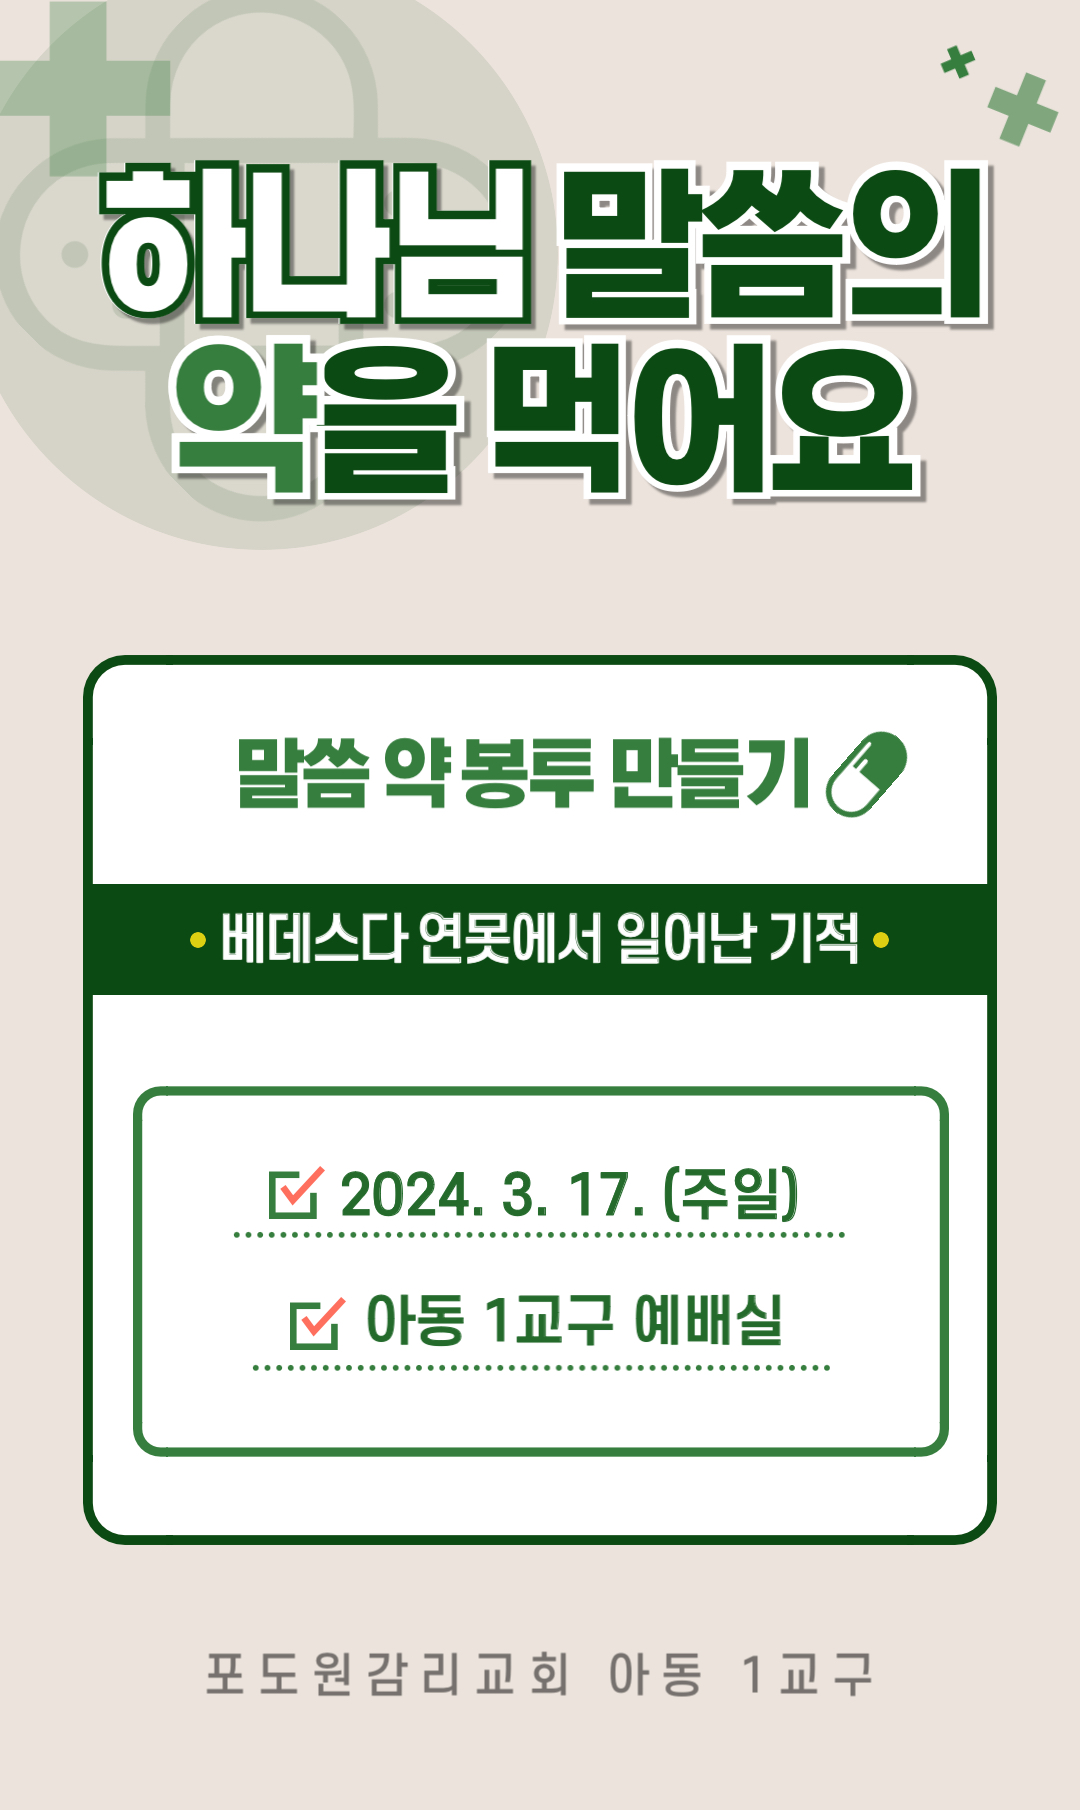 하나님 말씀의
약을 먹어요
말씀 약 봉투 만들기
베데스다 연못에서 일어난 기적
2024. 3. 17. (주일)
아동 1교구 예배실
포도원감리교회 아동 1교구